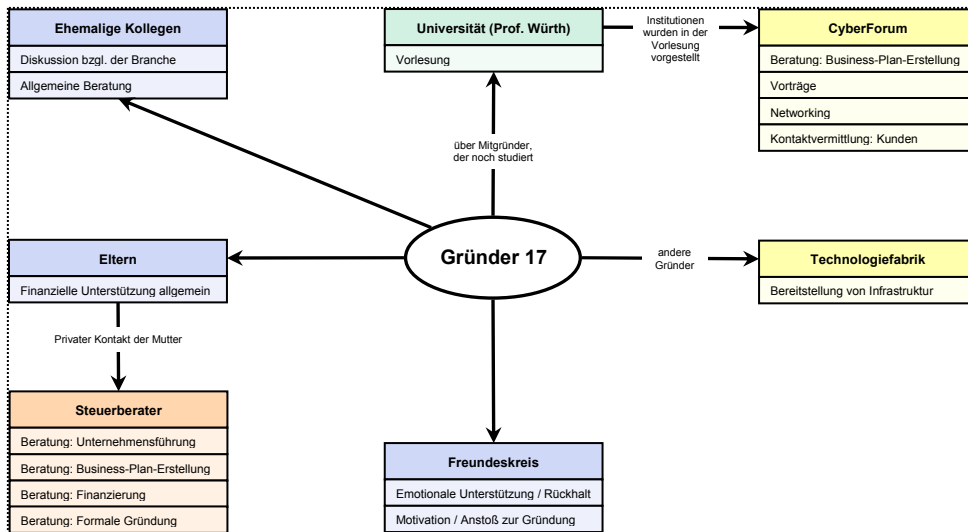 Ehemalige Kollegen
Diskussion bzgl. der Branche
Allgemeine Beratung
Universität (Prof. Würth)
Vorlesung
Institutionen
wurden in der
Vorlesung
vorgestellt
CyberForum
Beratung: Business-Plan-Erstellung
Vorträge
Networking
Kontaktvermittlung: Kunden
über Mitgründer,
der noch studiert
Eltern
Finanzielle Unterstützung allgemein
Gründer 17
andere
Gründer
Technologiefabrik
Bereitstellung von Infrastruktur
Privater Kontakt der Mutter
Steuerberater
Beratung: Unternehmensführung
Beratung: Business-Plan-Erstellung
Beratung: Finanzierung
Beratung: Formale Gründung
Freundeskreis
Emotionale Unterstützung / Rückhalt
Motivation / Anstoß zur Gründung